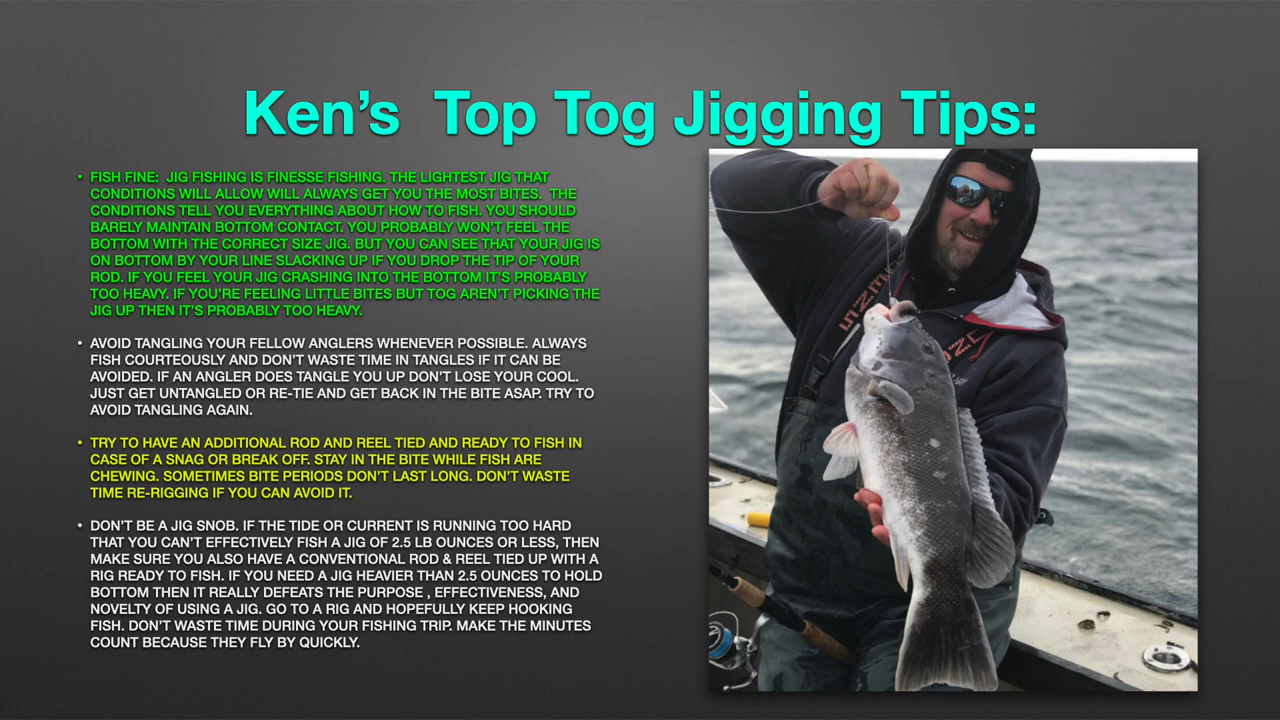 Ken’s  Top Tog Jigging Tips:
• FISH FINE:  JIG FISHING IS FINESSE FISHING. THE LIGHTEST JIG THAT
CONDITIONS WILL ALLOW WILL ALWAYS GET YOU THE MOST BITES.  THE
CONDITIONS TELL YOU EVERYTHING ABOUT HOW TO FISH. YOU SHOULD
BARELY MAINTAIN BOTTOM CONTACT. YOU PROBABLY WON’T FEEL THE
BOTTOM WITH THE CORRECT SIZE JIG. BUT YOU CAN SEE THAT YOUR JIG IS
ON BOTTOM BY YOUR LINE SLACKING UP IF YOU DROP THE TIP OF YOUR
ROD. IF YOU FEEL YOUR JIG CRASHING INTO THE BOTTOM IT’S PROBABLY
TOO HEAVY. IF YOU’RE FEELING LITTLE BITES BUT TOG AREN’T PICKING THE
JIG UP THEN IT’S PROBABLY TOO HEAVY.
• AVOID TANGLING YOUR FELLOW ANGLERS WHENEVER POSSIBLE. ALWAYS
FISH COURTEOUSLY AND DON’T WASTE TIME IN TANGLES IF IT CAN BE
AVOIDED. IF AN ANGLER DOES TANGLE YOU UP DON’T LOSE YOUR COOL.
JUST GET UNTANGLED OR RE-TIE AND GET BACK IN THE BITE ASAP. TRY TO
AVOID TANGLING AGAIN.
• TRY TO HAVE AN ADDITIONAL ROD AND REEL TIED AND READY TO FISH IN
CASE OF A SNAG OR BREAK OFF. STAY IN THE BITE WHILE FISH ARE
CHEWING. SOMETIMES BITE PERIODS DON’T LAST LONG. DON’T WASTE
TIME RE-RIGGING IF YOU CAN AVOID IT.
• DON’T BE A JIG SNOB. IF THE TIDE OR CURRENT IS RUNNING TOO HARD
THAT YOU CAN’T EFFECTIVELY FISH A JIG OF 2.5 LB OUNCES OR LESS, THEN
MAKE SURE YOU ALSO HAVE A CONVENTIONAL ROD & REEL TIED UP WITH A
RIG READY TO FISH. IF YOU NEED A JIG HEAVIER THAN 2.5 OUNCES TO HOLD
BOTTOM THEN IT REALLY DEFEATS THE PURPOSE , EFFECTIVENESS, AND
NOVELTY OF USING A JIG. GO TO A RIG AND HOPEFULLY KEEP HOOKING
FISH. DON’T WASTE TIME DURING YOUR FISHING TRIP. MAKE THE MINUTES
COUNT BECAUSE THEY FLY BY QUICKLY.